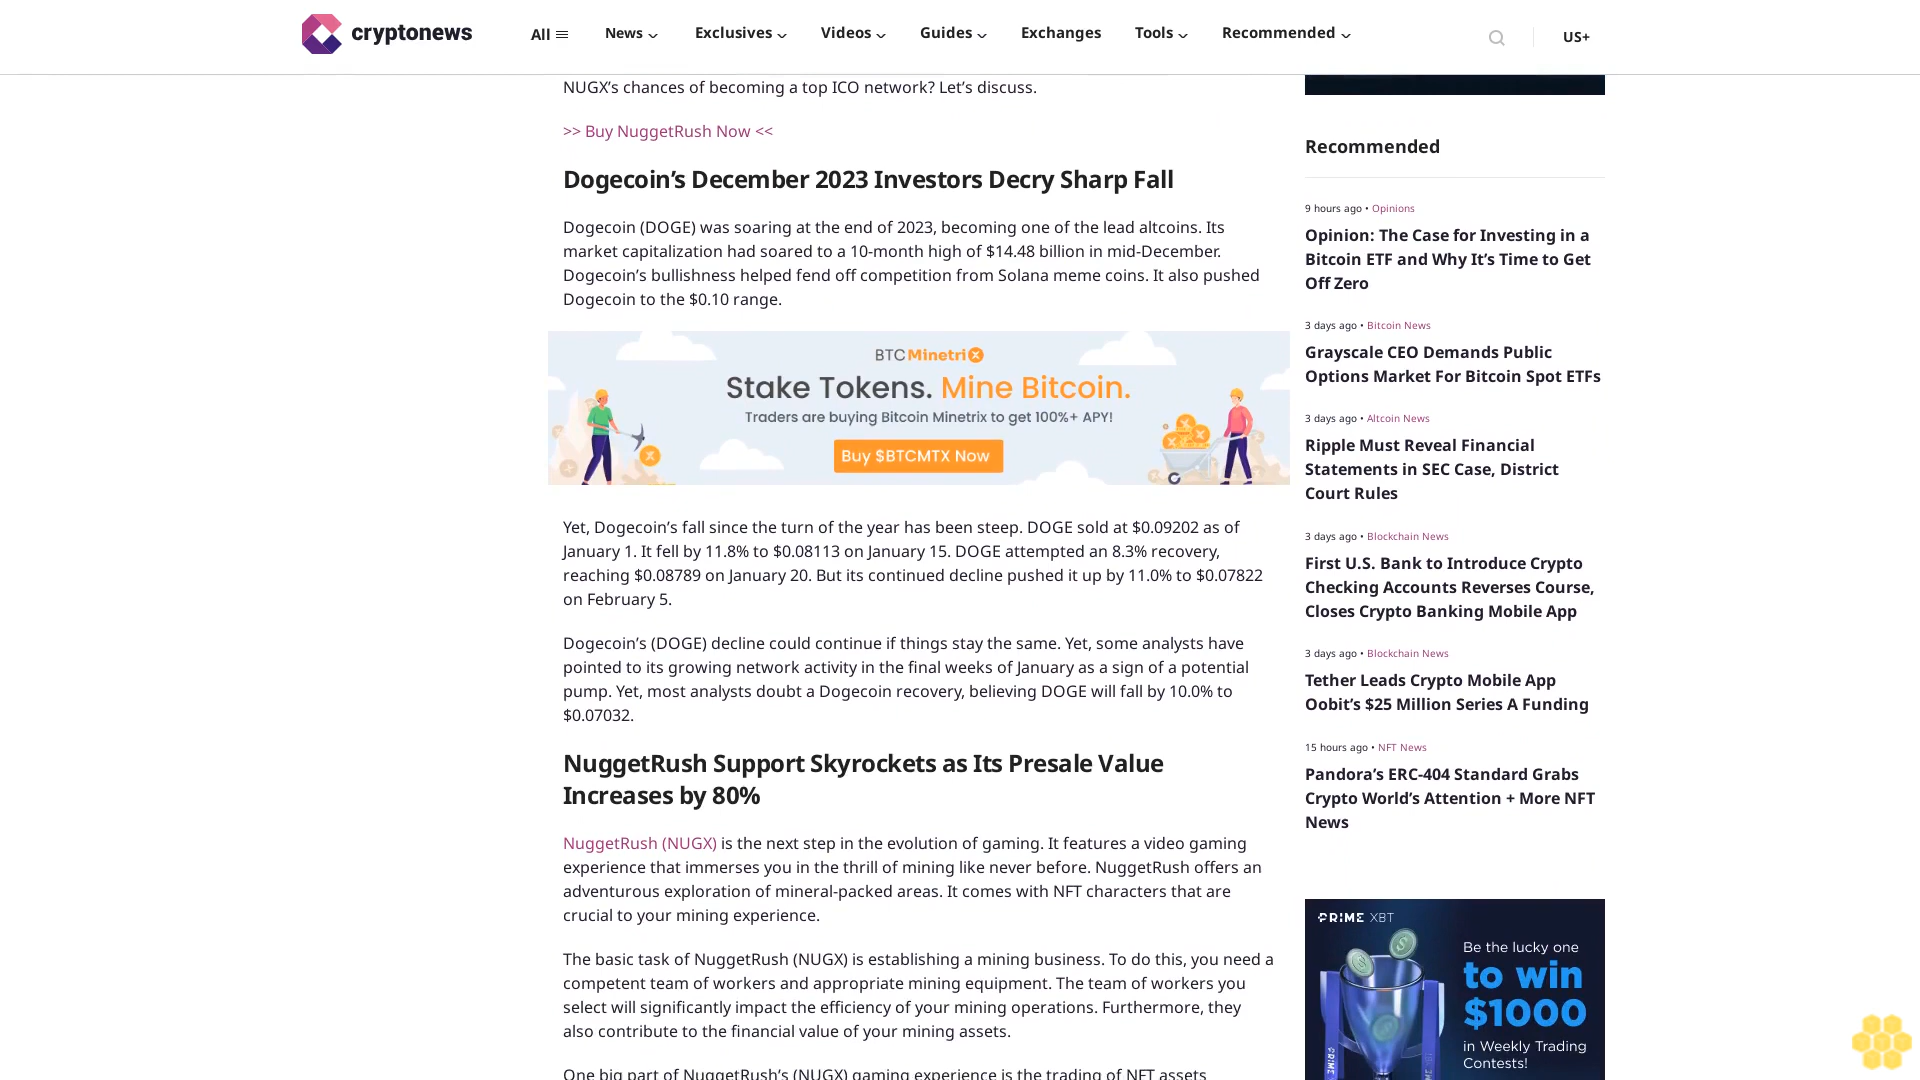 cryptonews
All
News
Exclusives
Videos
Guides
Exchanges
Tools
Recommended
US+
NUGX’s chances of becoming a top ICO network? Let’s discuss.
>> Buy NuggetRush Now <<
Dogecoin’s December 2023 Investors Decry Sharp Fall
Dogecoin (DOGE) was soaring at the end of 2023, becoming one of the lead altcoins. Its
market capitalization had soared to a 10-month high of $14.48 billion in mid-December.
Dogecoin’s bullishness helped fend off competition from Solana meme coins. It also pushed
Dogecoin to the $0.10 range.
BTC Minetrix
Stake Tokens. Mine Bitcoin.
Traders are buying Bitcoin Minetrix to get 100%+ APY!
Buy $BTCMTX Now
Yet, Dogecoin’s fall since the turn of the year has been steep. DOGE sold at $0.09202 as of
January 1. It fell by 11.8% to $0.08113 on January 15. DOGE attempted an 8.3% recovery,
reaching $0.08789 on January 20. But its continued decline pushed it up by 11.0% to $0.07822
on February 5.
Dogecoin’s (DOGE) decline could continue if things stay the same. Yet, some analysts have
pointed to its growing network activity in the final weeks of January as a sign of a potential
pump. Yet, most analysts doubt a Dogecoin recovery, believing DOGE will fall by 10.0% to
$0.07032.
NuggetRush Support Skyrockets as Its Presale Value
Increases by 80%
NuggetRush (NUGX) is the next step in the evolution of gaming. It features a video gaming
experience that immerses you in the thrill of mining like never before. NuggetRush offers an
adventurous exploration of mineral-packed areas. It comes with NFT characters that are
crucial to your mining experience.
The basic task of NuggetRush (NUGX) is establishing a mining business. To do this, you need a
competent team of workers and appropriate mining equipment. The team of workers you
select will significantly impact the efficiency of your mining operations. Furthermore, they
also contribute to the financial value of your mining assets.
One big part of NuggetRush’s (NUGX) gaming experience is the trading of NFT assets
Recommended
9 hours ago • Opinions
Opinion: The Case for Investing in a
Bitcoin ETF and Why It’s Time to Get
Off Zero
3 days ago • Bitcoin News
Grayscale CEO Demands Public
Options Market For Bitcoin Spot ETFs
3 days ago • Altcoin News
Ripple Must Reveal Financial
Statements in SEC Case, District
Court Rules
3 days ago • Blockchain News
First U.S. Bank to Introduce Crypto
Checking Accounts Reverses Course,
Closes Crypto Banking Mobile App
3 days ago • Blockchain News
Tether Leads Crypto Mobile App
Oobit’s $25 Million Series A Funding
15 hours ago • NFT News
Pandora’s ERC-404 Standard Grabs
Crypto World’s Attention + More NFT
News
PRIME XBT
Be the lucky one
to win
$1000
in Weekly Trading
Contests!
PRIME